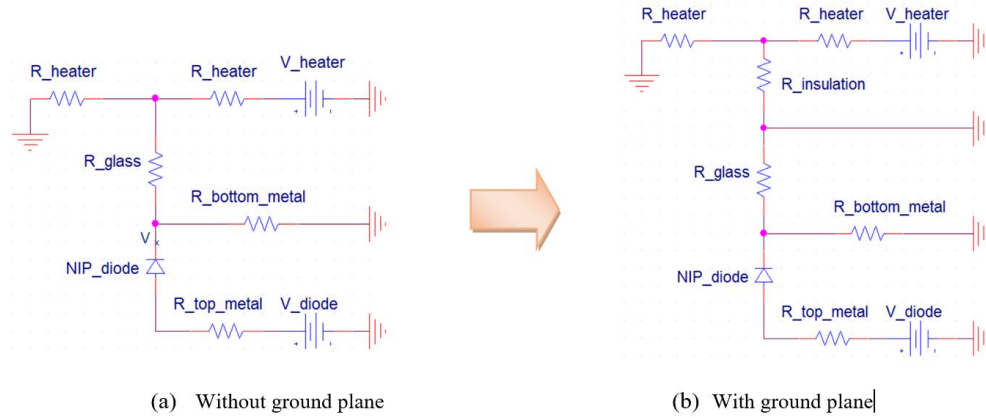 R_heater R_heater V_heater
R_glass
R_bottom_metal
Vx
NIP_diode
R_top_metal V_diode
(a) Without ground plane
R_heater R_heater V_heater
R_insulation
R_glass
R_bottom_metal
NIP_diode
R_top_metal V_diode
(b) With ground plane